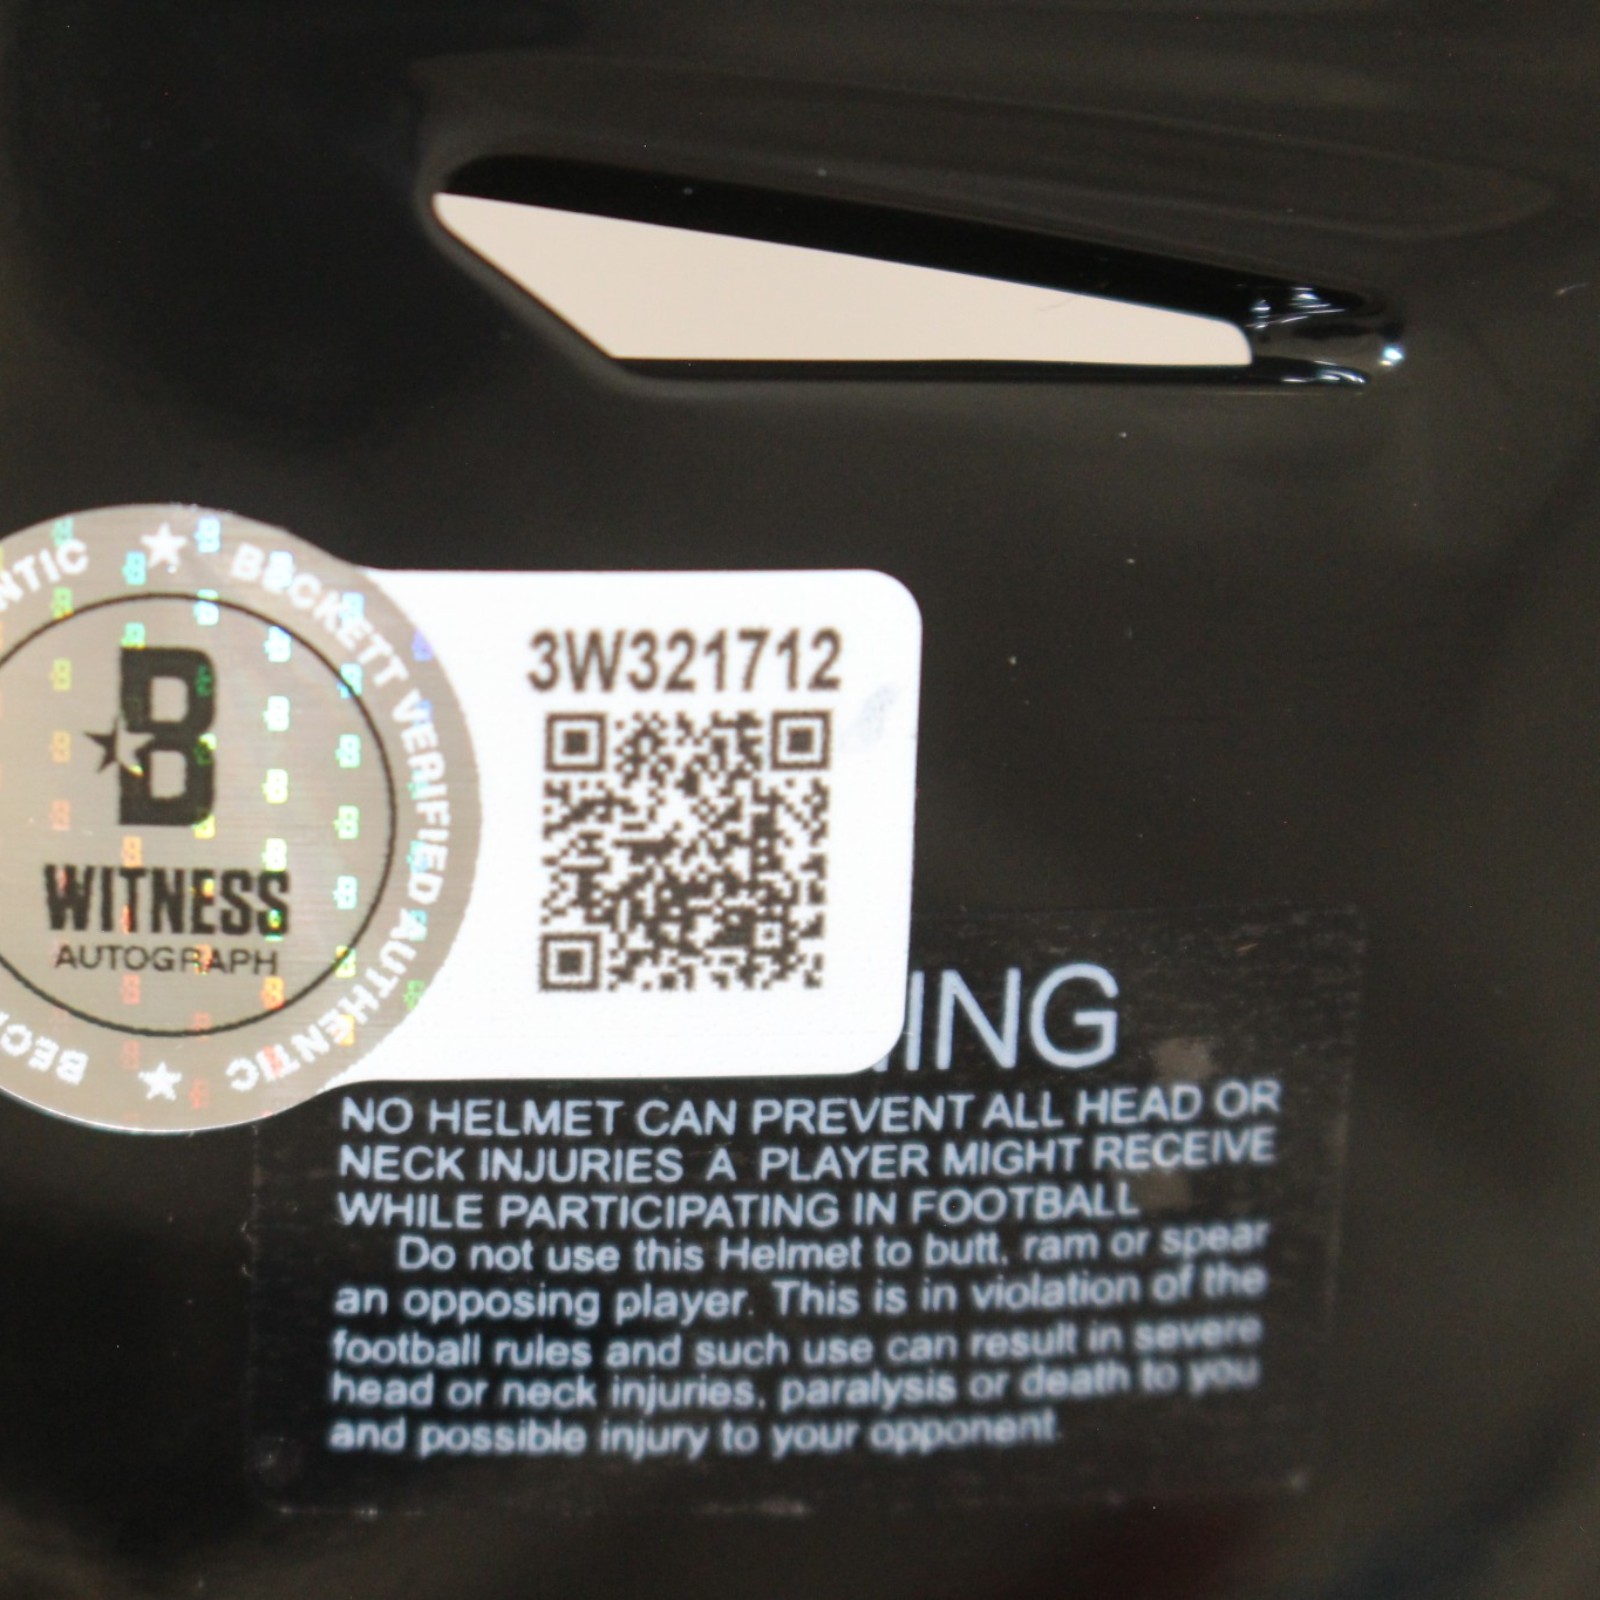 NTIC ★ BECKETT VERIFIED AUTHENTIC ★ BECK
B
WITNESS
AUTOGRAPH
3W321712
ING
NO HELMET CAN PREVENT ALL HEAD OR
NECK INJURIES A PLAYER MIGHT RECEIVE
WHILE PARTICIPATING IN FOOTBALL
Do not use this Helmet to butt, ram or spear
an opposing player. This is in violation of the
football rules and such use can result in severe
head or neck injuries, paralysis or death to you
and possible injury to your opponent.